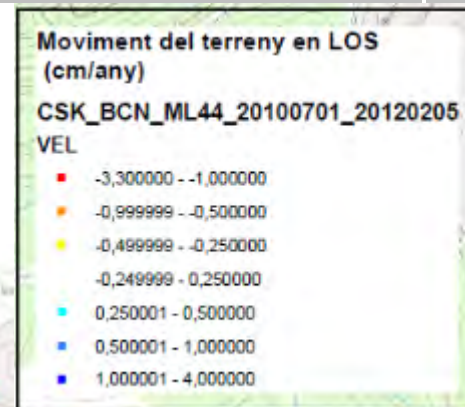 Moviment del terreny en LOS
(cm/any)
CSK_BCN_ML44_20100701_20120205
VEL
-3,300000 - -1,000000
-0,999999 - -0,500000
-0,499999 - -0,250000
-0,249999 - 0,250000
0,250001 - 0,500000
0,500001 - 1,000000
1,000001 - 4,000000